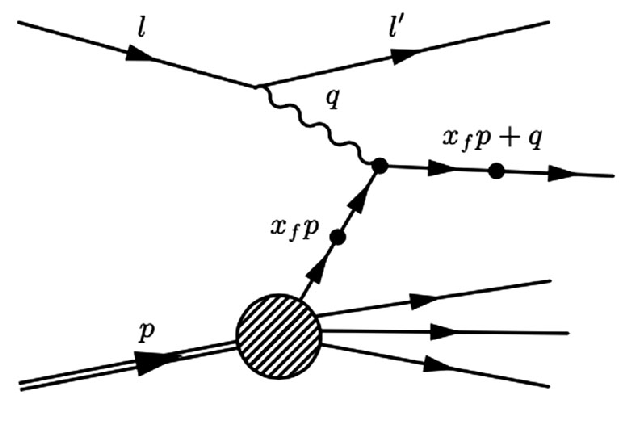 l
l′
q
x_f p + q
x_f p
p